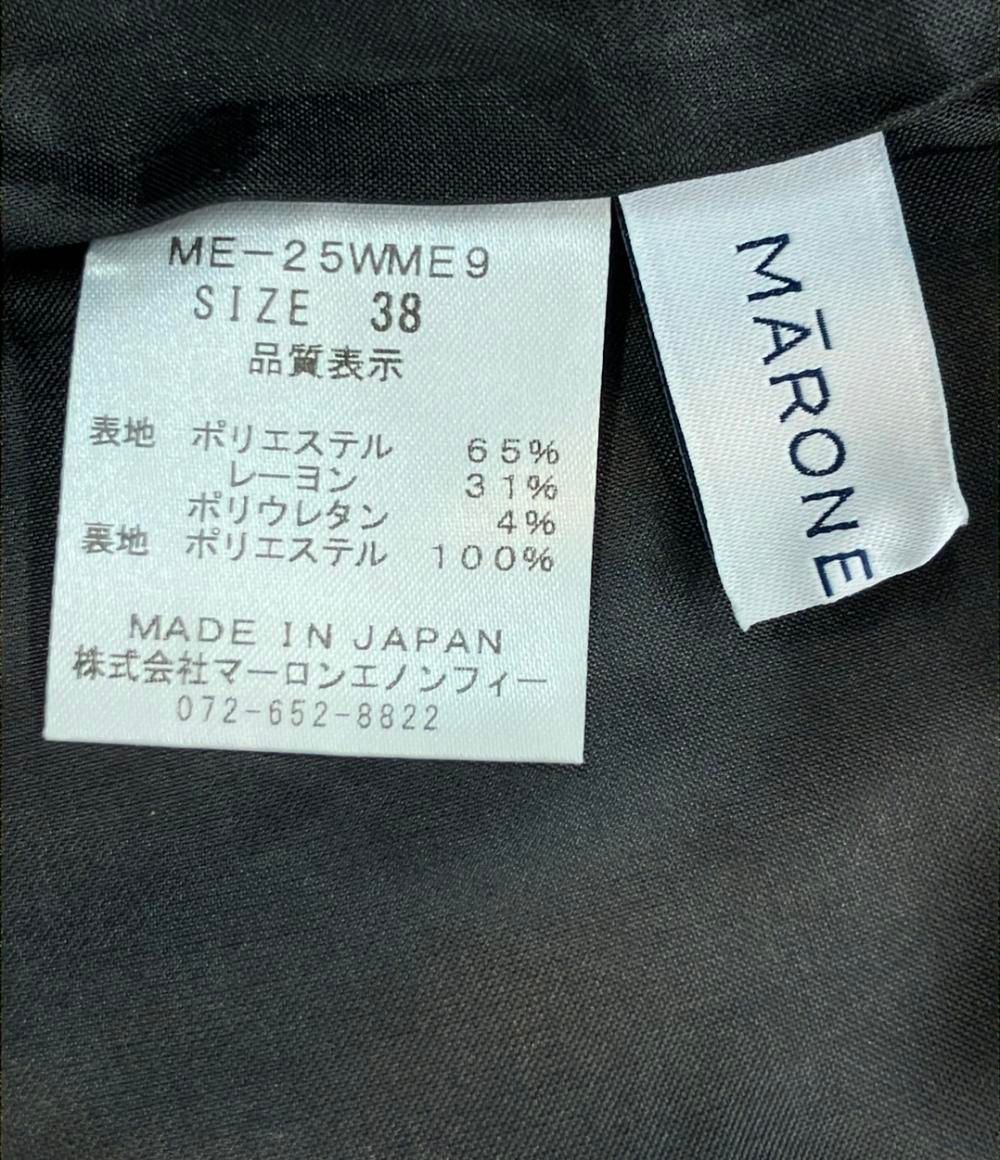 ME-25WME9
SIZE 38
品質表示
表地 ポリエステル 65%
レーヨン 31%
ポリウレタン 4%
裏地 ポリエステル 100%
MADE IN JAPAN
株式会社マーロンエノンフィー
072-652-8822
MĀRONE